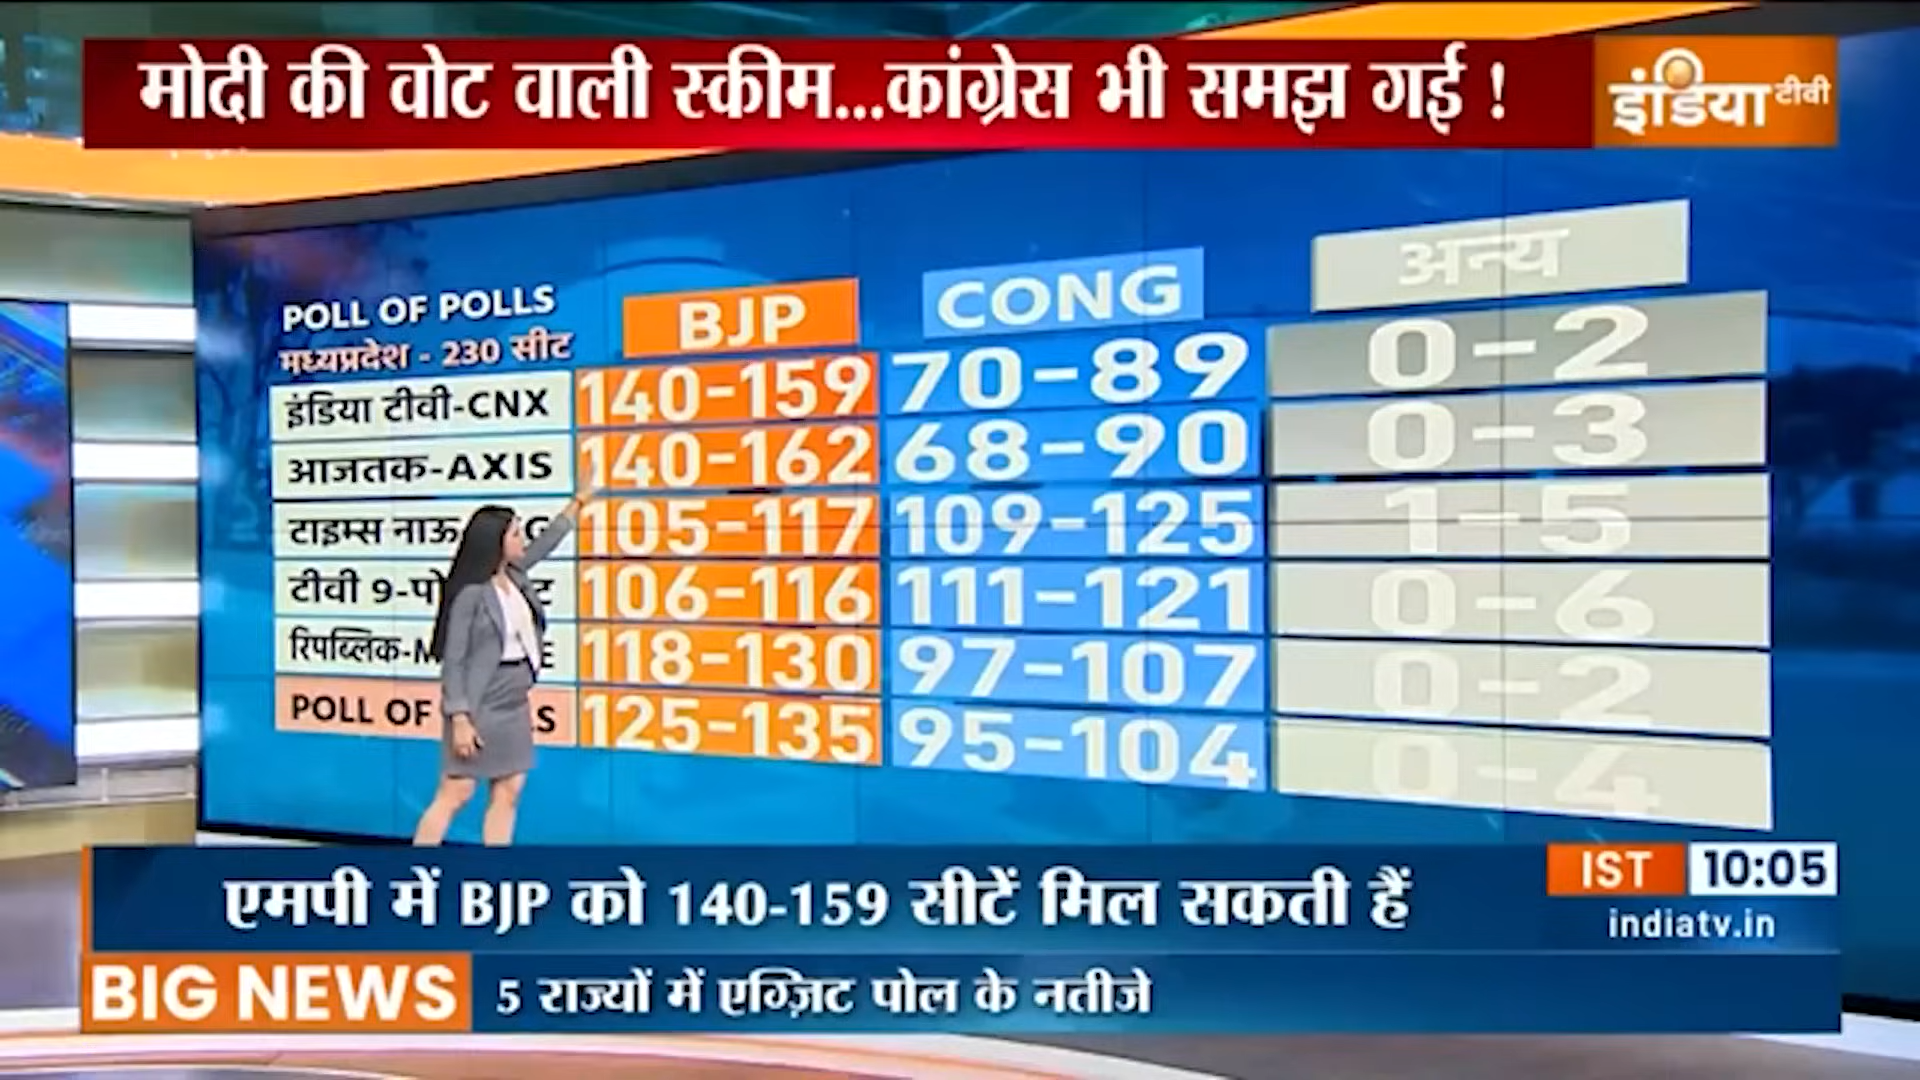 मोदी की वोट वाली स्कीम...कांग्रेस भी समझ गई !
इंडिया टीवी
POLL OF POLLS
मध्यप्रदेश - 230 सीट
BJP CONG अन्य
इंडिया टीवी-CNX 140-159 70-89 0-2
आजतक-AXIS 140-162 68-90 0-3
टाइम्स नाऊ 105-117 109-125 1-5
टीवी 9- 106-116 111-121 0-6
रिपब्लिक- 118-130 97-107 0-2
POLL OF 125-135 95-104 0-4
एमपी में BJP को 140-159 सीटें मिल सकती हैं
IST 10:05
indiatv.in
BIG NEWS
5 राज्यों में एग्ज़िट पोल के नतीजे